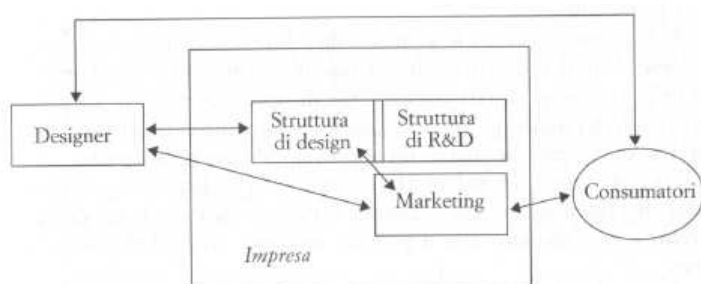 Designer
Struttura
di design
Struttura
di R&D
Marketing
Consumatori
Impresa